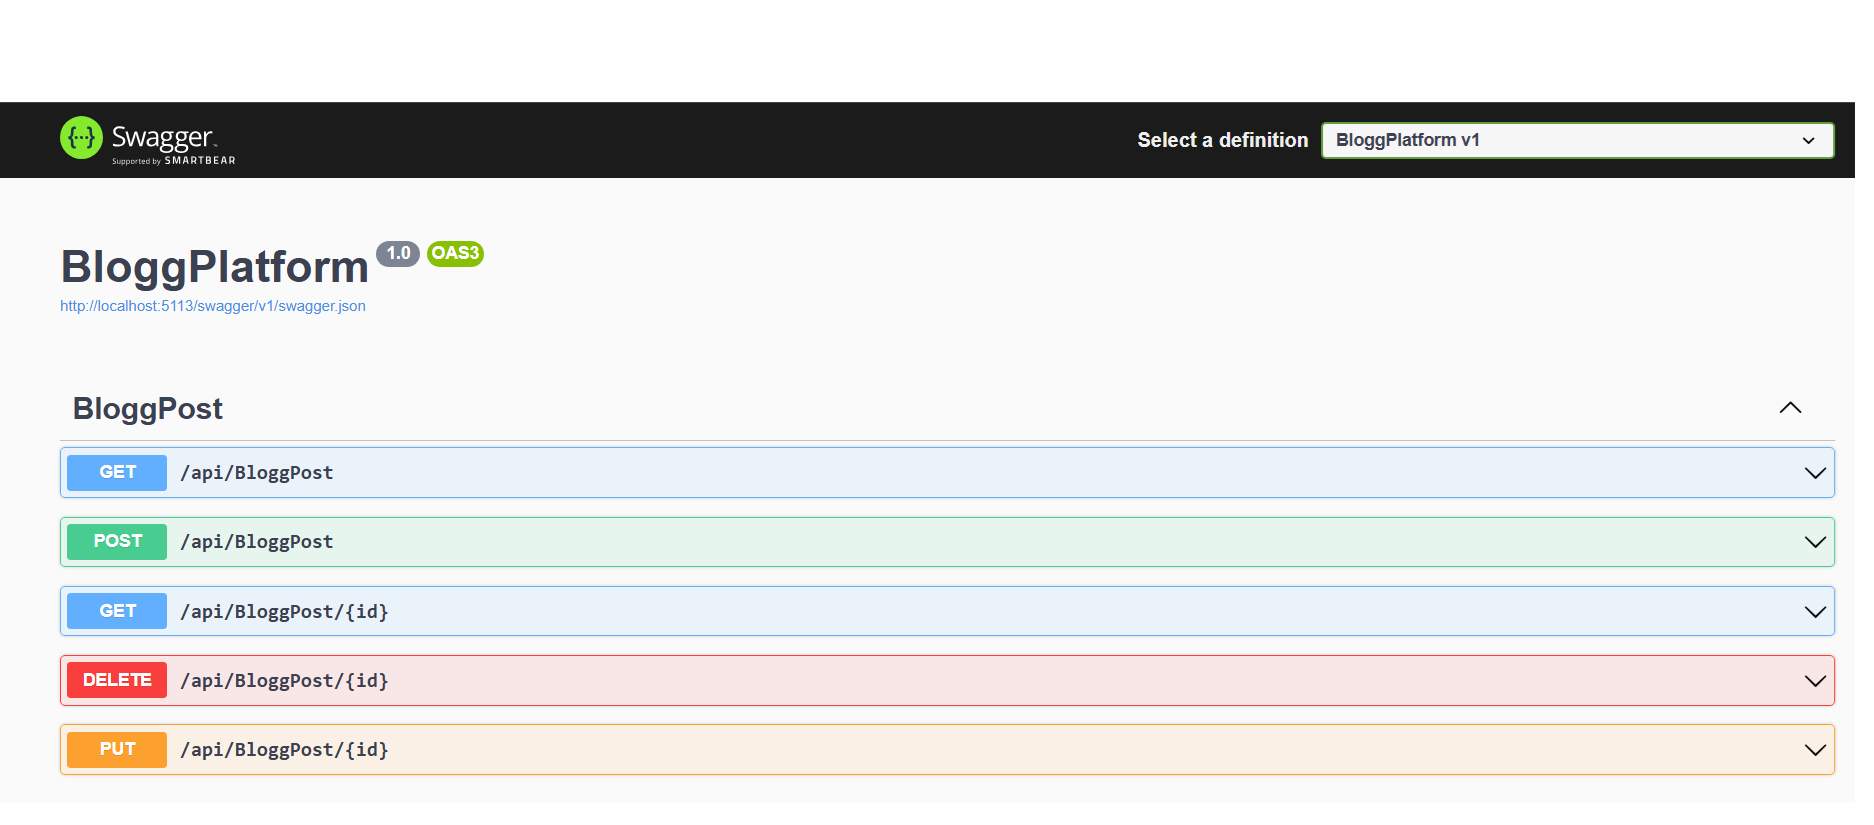 {···} Swagger™
Supported by SMARTBEAR
Select a definition
BloggPlatform v1
BloggPlatform 1.0 OAS3
http://localhost:5113/swagger/v1/swagger.json
BloggPost
GET /api/BloggPost
POST /api/BloggPost
GET /api/BloggPost/{id}
DELETE /api/BloggPost/{id}
PUT /api/BloggPost/{id}